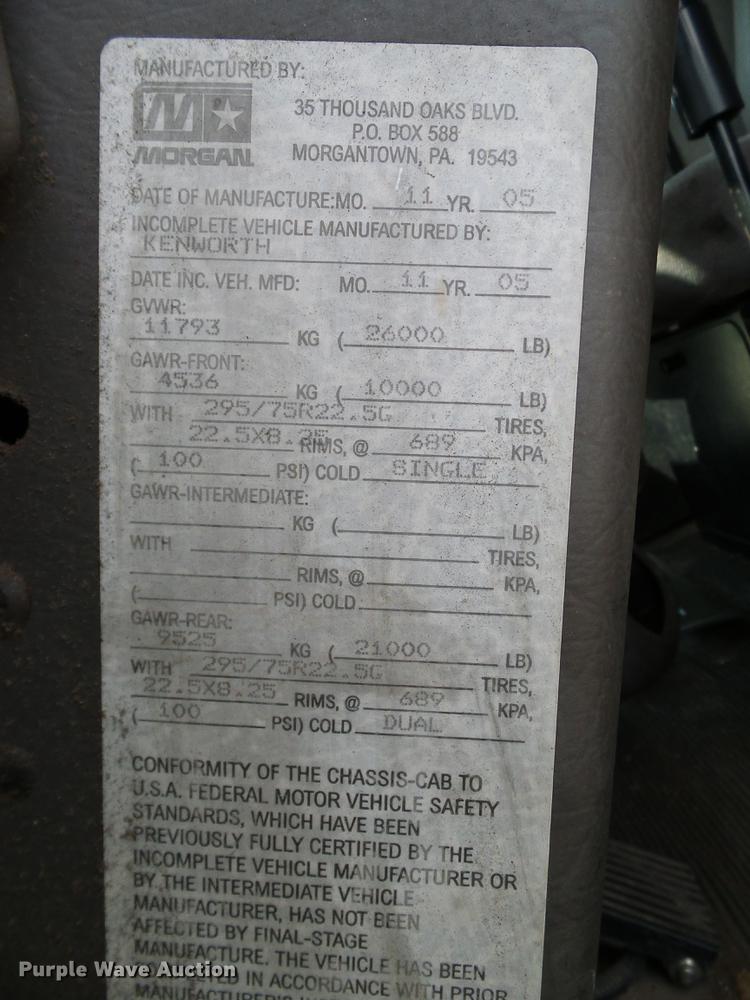 MANUFACTURED BY:
MORGAN
35 THOUSAND OAKS BLVD.
P.O. BOX 588
MORGANTOWN, PA. 19543
DATE OF MANUFACTURE:MO. 11 YR. 05
INCOMPLETE VEHICLE MANUFACTURED BY:
KENWORTH
DATE INC. VEH. MFD: MO. 11 YR. 05
GVWR:
11793 KG ( 26000 LB)
GAWR-FRONT:
4536 KG ( 10000 LB)
WITH 295/75R22.5G TIRES,
22.5X8.25 RIMS, @ 689 KPA,
( 100 PSI) COLD SINGLE
GAWR-INTERMEDIATE:
KG ( LB)
WITH TIRES,
RIMS, @ KPA,
( PSI) COLD
GAWR-REAR:
9525 KG ( 21000 LB)
WITH 295/75R22.5G TIRES,
22.5X8.25 RIMS, @ 689 KPA,
( 100 PSI) COLD DUAL
CONFORMITY OF THE CHASSIS-CAB TO
U.S.A. FEDERAL MOTOR VEHICLE SAFETY
STANDARDS, WHICH HAVE BEEN
PREVIOUSLY FULLY CERTIFIED BY THE
INCOMPLETE VEHICLE MANUFACTURER OR
BY THE INTERMEDIATE VEHICLE
MANUFACTURER, HAS NOT BEEN
AFFECTED BY FINAL-STAGE
MANUFACTURE. THE VEHICLE HAS BEEN
COMPLETED IN ACCORDANCE WITH PRIOR
MANUFACTURER'S
Purple Wave Auction